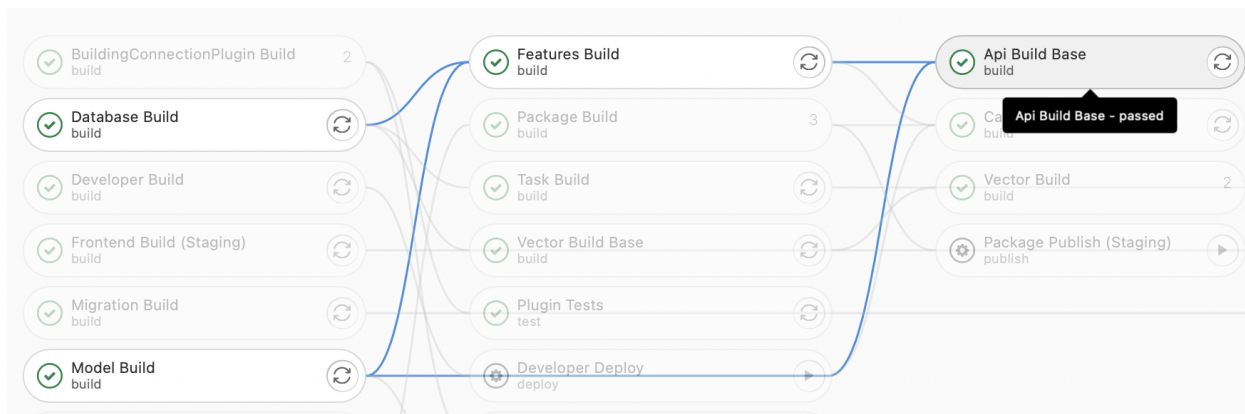 BuildingConnectionPlugin Build 2
build
Database Build
build
Developer Build
build
Frontend Build (Staging)
build
Migration Build
build
Model Build
build
Features Build
build
Package Build 3
build
Task Build
build
Vector Build Base
build
Plugin Tests
test
Developer Deploy
deploy
Api Build Base
build
Api Build Base - passed
build
Vector Build 2
build
Package Publish (Staging)
publish